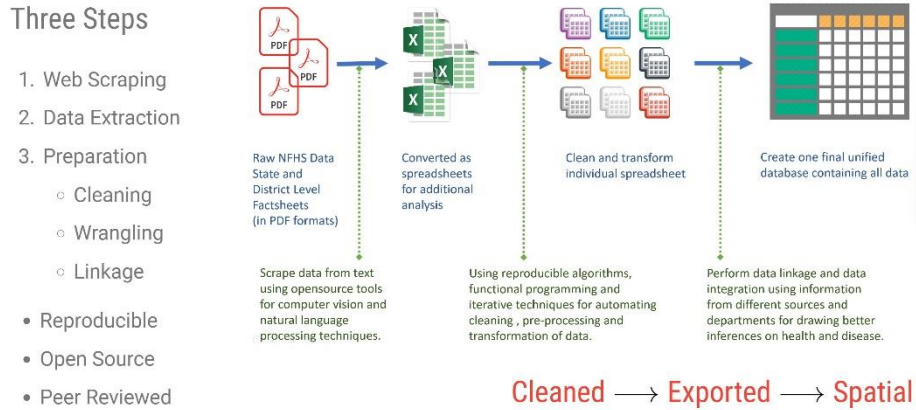 Three Steps
1. Web Scraping
2. Data Extraction
3. Preparation
○ Cleaning
○ Wrangling
○ Linkage
• Reproducible
• Open Source
• Peer Reviewed
PDF
PDF
PDF
X
X
X
Raw NFHS Data
State and
District Level
Factsheets
(in PDF formats)
Converted as
spreadsheets
for additional
analysis
Clean and transform
individual spreadsheet
Create one final unified
database containing all data
Scrape data from text
using opensource tools
for computer vision and
natural language
processing techniques.
Using reproducible algorithms,
functional programming and
iterative techniques for automating
cleaning , pre-processing and
transformation of data.
Perform data linkage and data
integration using information
from different sources and
departments for drawing better
inferences on health and disease.
Cleaned → Exported → Spatial